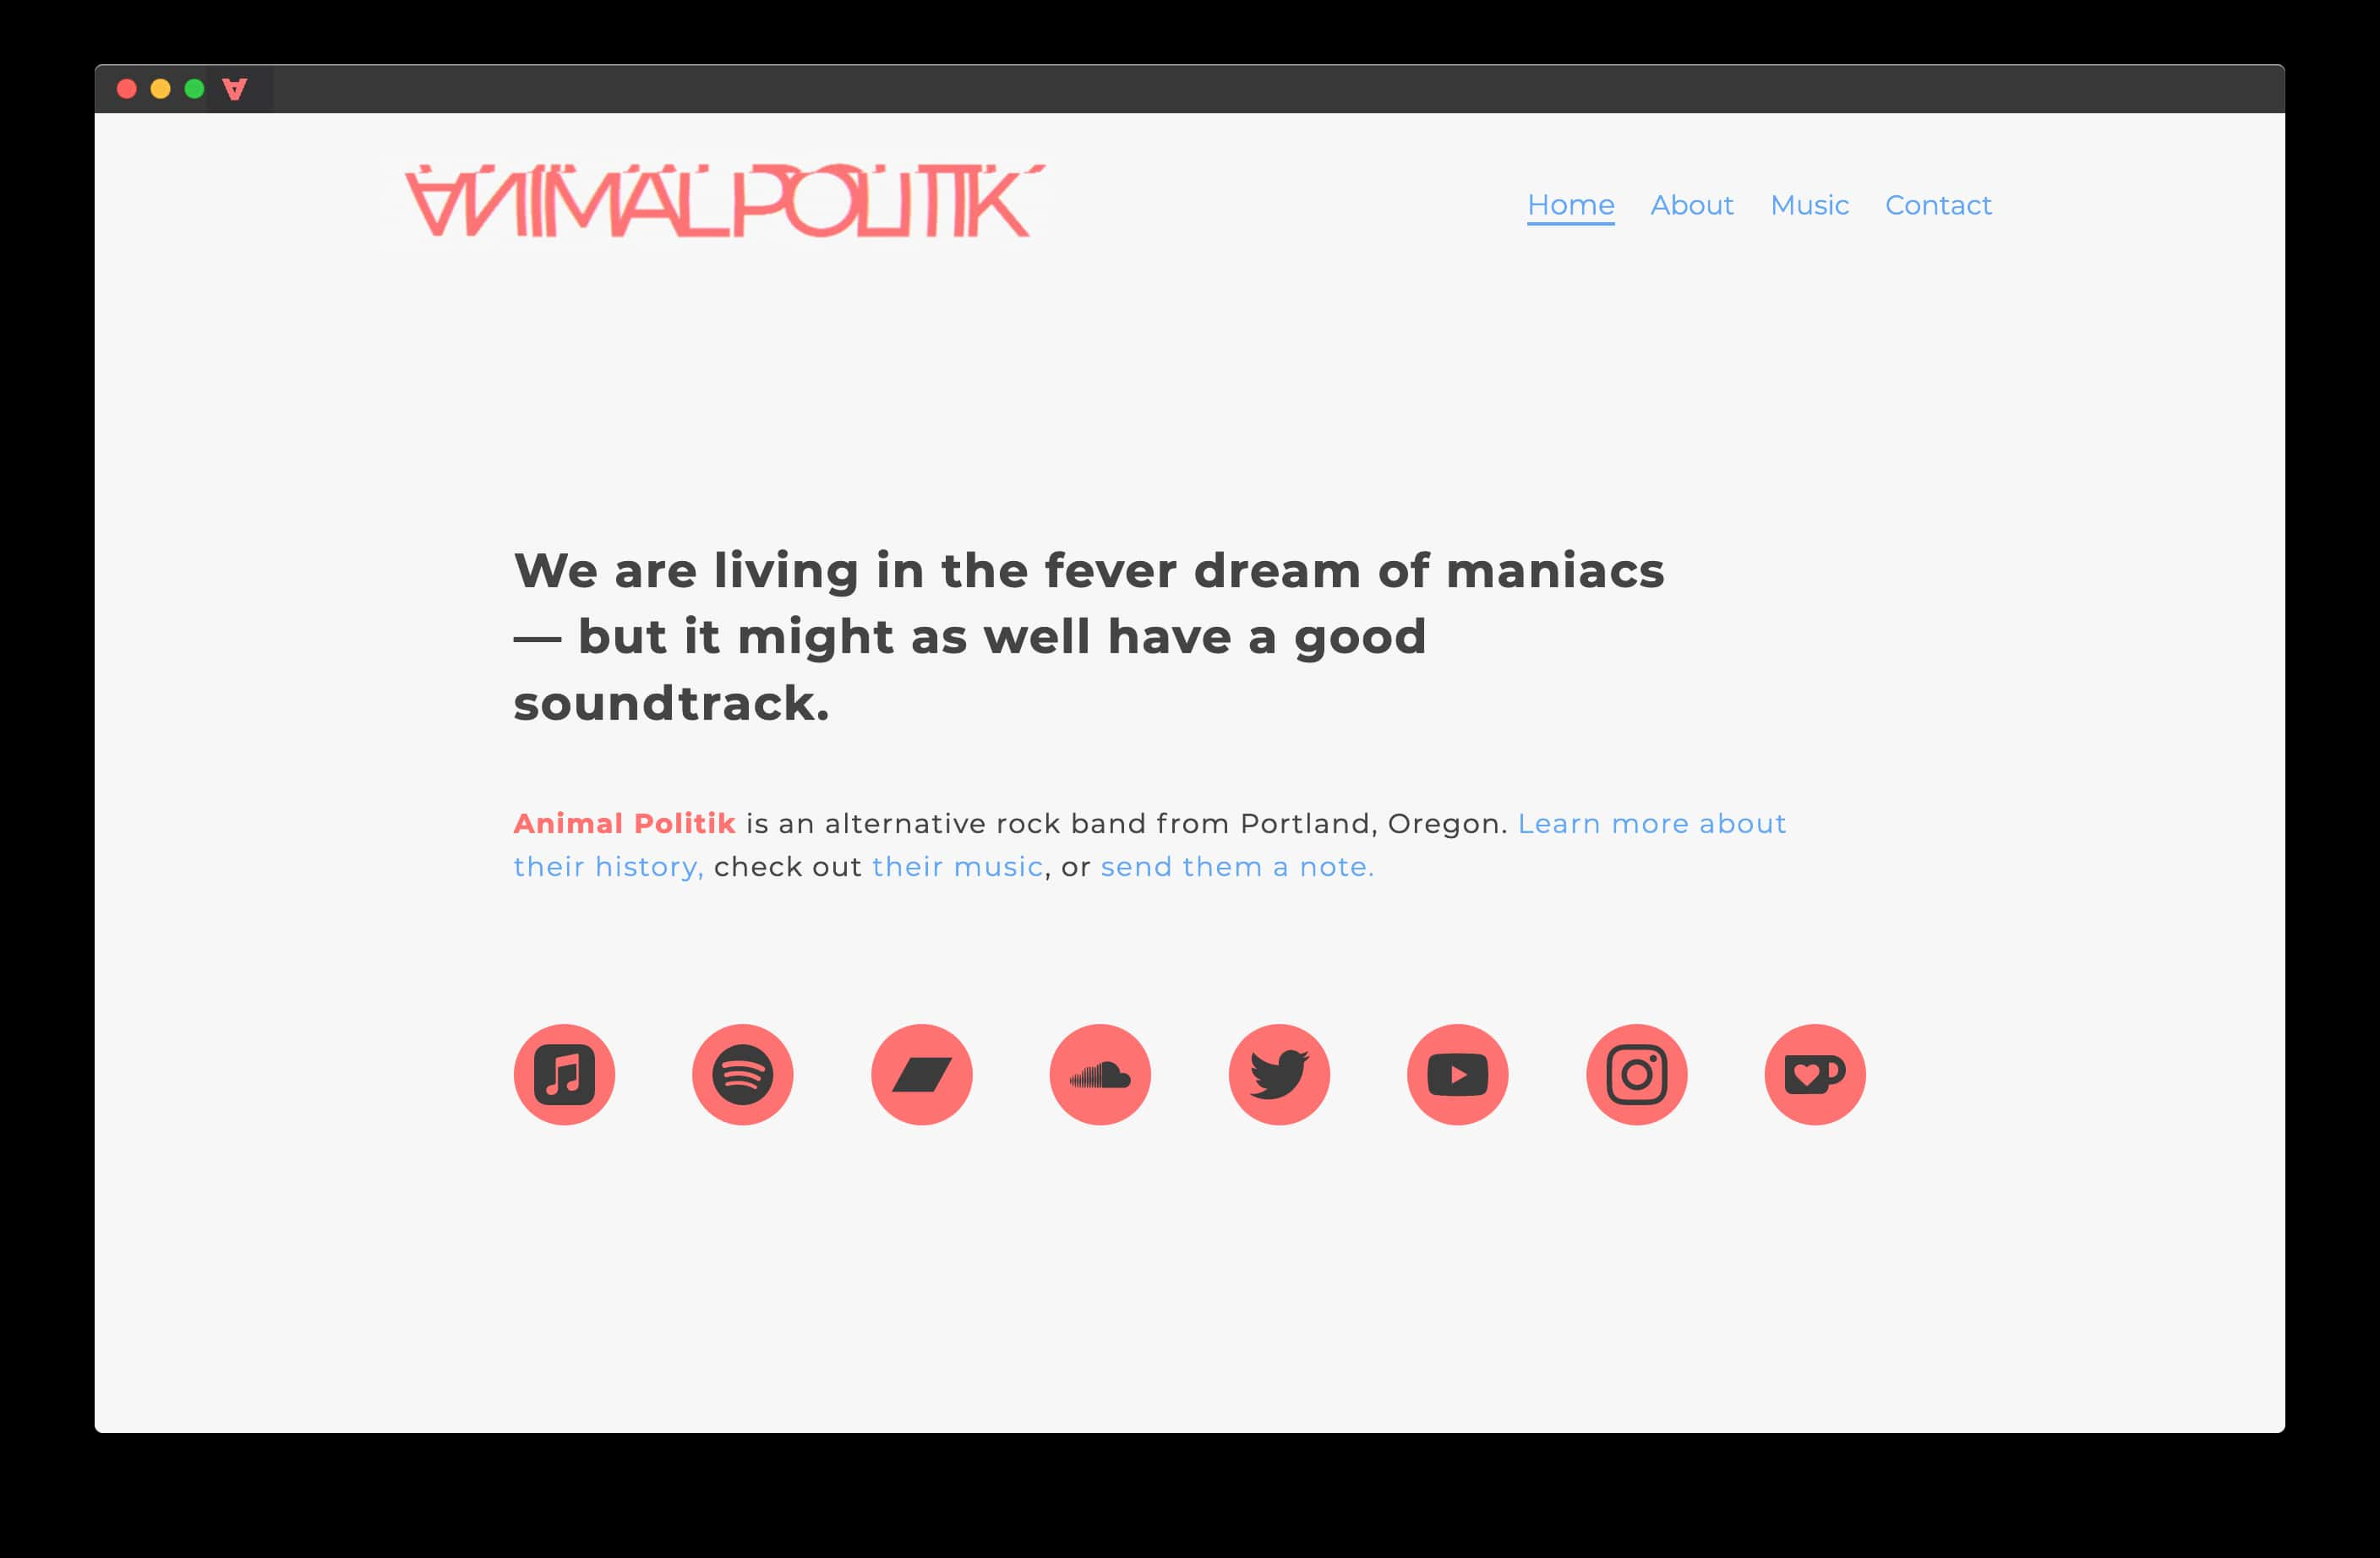 ∀NIMAL POLITIK
Home About Music Contact
We are living in the fever dream of maniacs
— but it might as well have a good
soundtrack.
Animal Politik is an alternative rock band from Portland, Oregon. Learn more about
their history, check out their music, or send them a note.